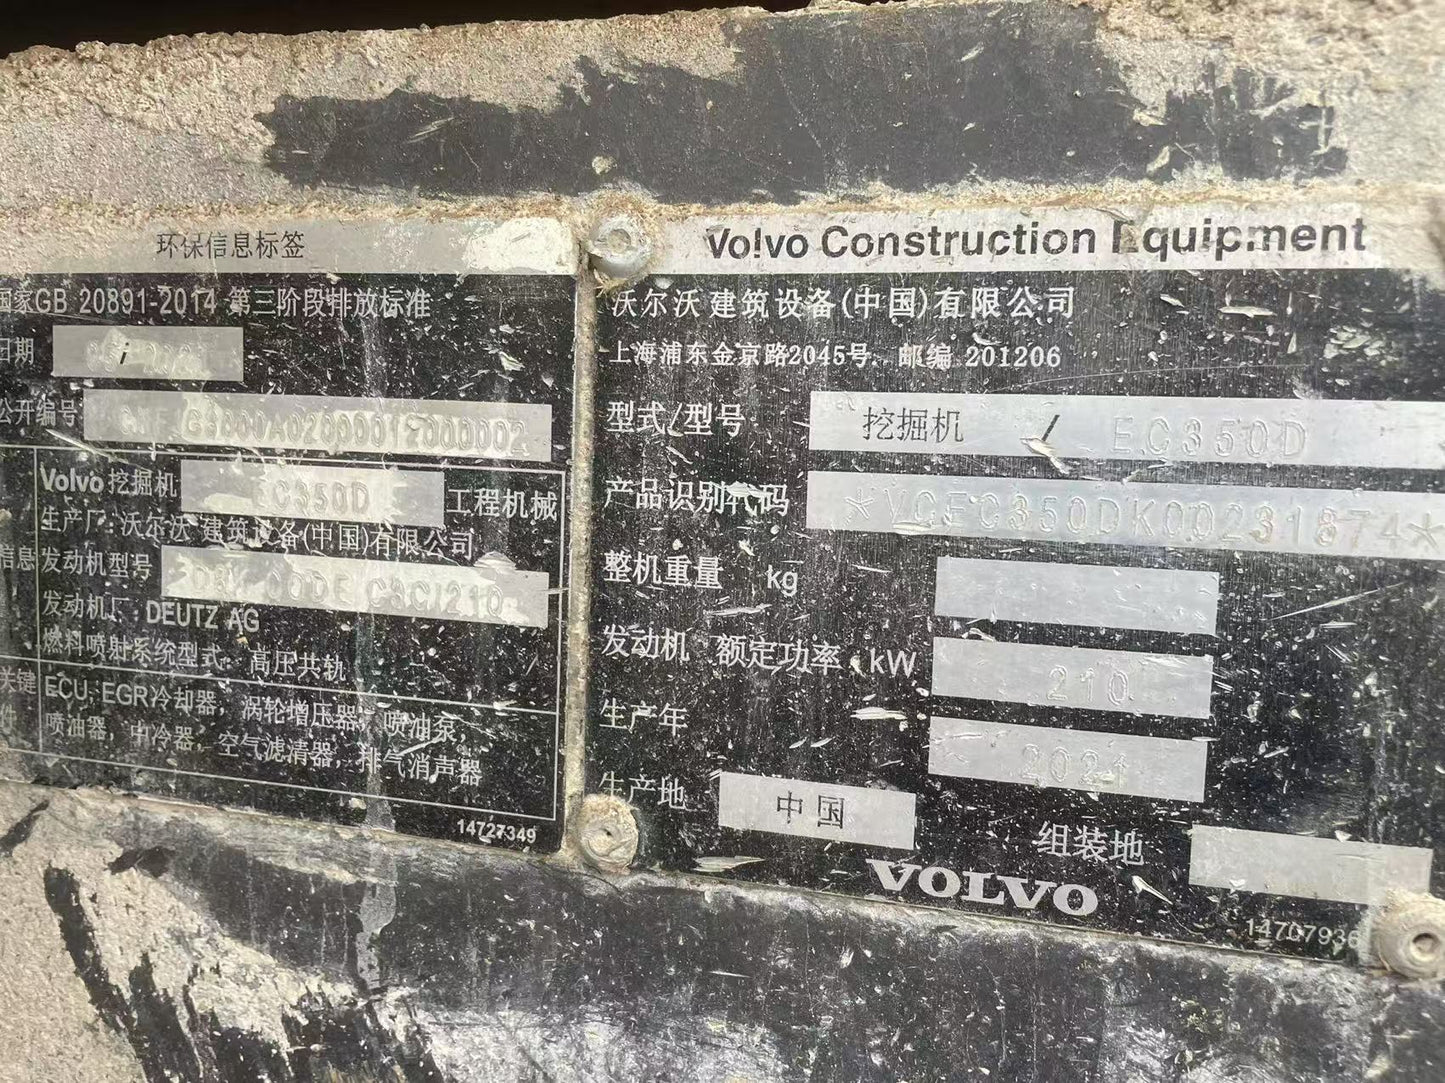 环保信息标签
国家GB 20891-2014 第三阶段排放标准
日期
公开编号
Volvo 挖掘机 EC350D 工程机械
生产厂:沃尔沃 建筑设备(中国)有限公司
信息
发动机型号 C3C/210
发动机厂: DEUTZ AG
燃料喷射系统型式: 高压共轨
关键
ECU, EGR冷却器, 涡轮增压器, 喷油泵,
件
喷油器, 中冷器, 空气滤清器, 排气消声器
14727349
Volvo Construction Equipment
沃尔沃 建筑设备(中国)有限公司
上海浦东金京路2045号. 邮编 201206
型式/型号 挖掘机 / EC350D
产品识别代码 *VCEC350DK00231874*
整机重量 kg
发动机 额定功率, kW 210
生产年 2021
生产地 中国
组装地
VOLVO